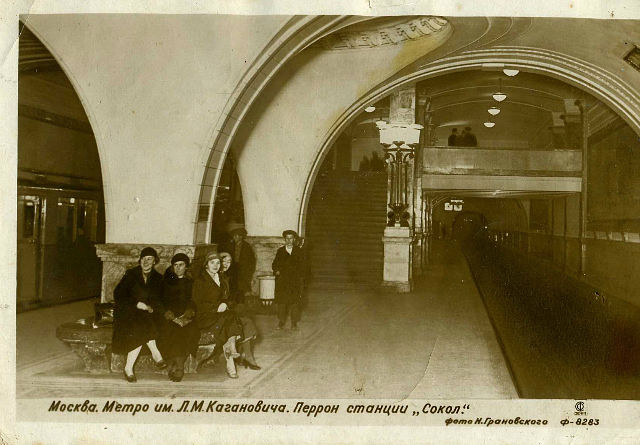 Москва. Метро им. Л.М.Кагановича. Перрон станции „Сокол."
фото Н.Грановского Ф-8283